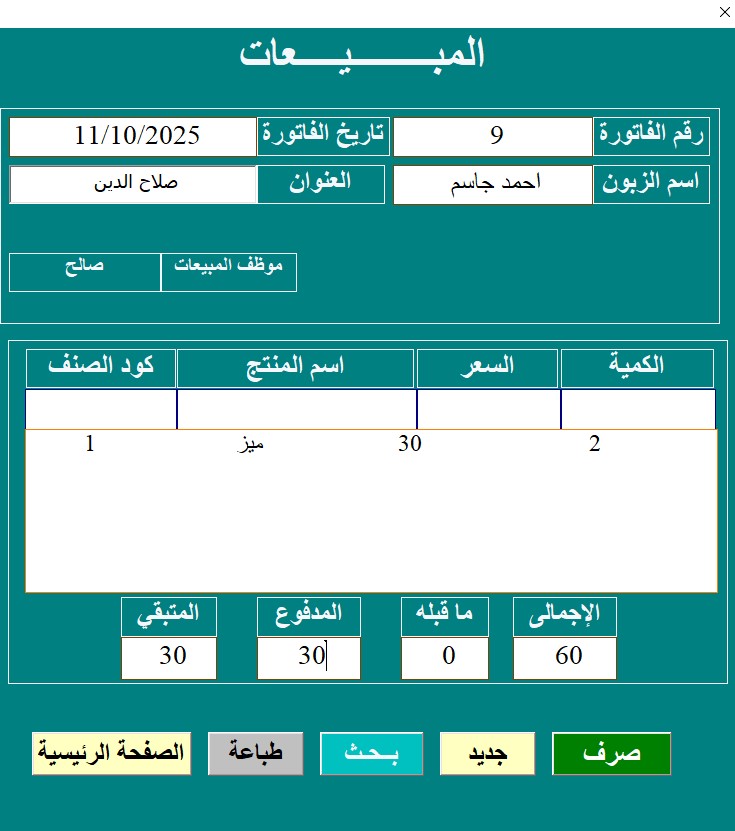 المبـــــــــيـــــعات
رقم الفاتورة 9 تاريخ الفاتورة 11/10/2025
اسم الزبون احمد جاسم العنوان صلاح الدين
موظف المبيعات صالح
الكمية السعر اسم المنتج كود الصنف
2 30 ميز 1
الإجمالى ما قبله المدفوع المتبقي
60 0 30 30
صرف جديد بــحــث طباعة الصفحة الرئيسية